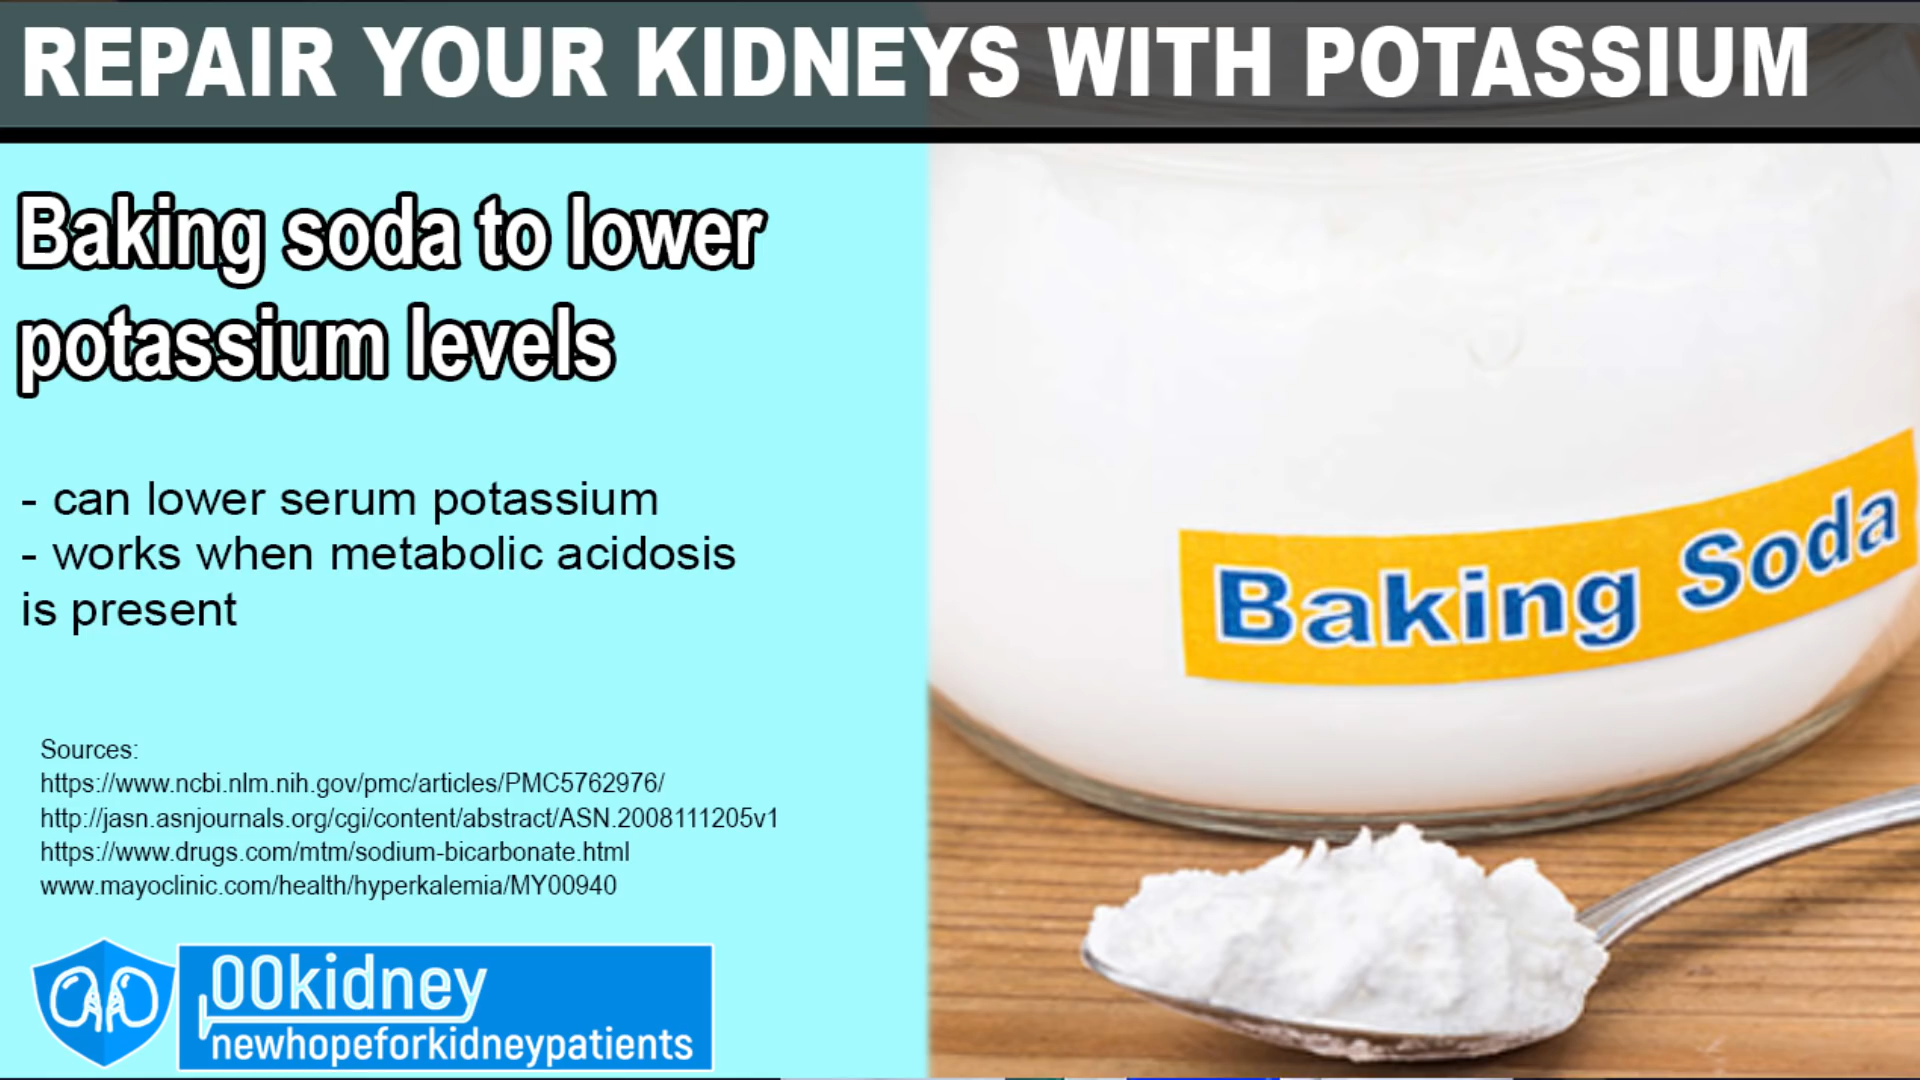 REPAIR YOUR KIDNEYS WITH POTASSIUM
Baking soda to lower
potassium levels
- can lower serum potassium
- works when metabolic acidosis
is present
Sources:
https://www.ncbi.nlm.nih.gov/pmc/articles/PMC5762976/
http://jasn.asnjournals.org/cgi/content/abstract/ASN.2008111205v1
https://www.drugs.com/mtm/sodium-bicarbonate.html
www.mayoclinic.com/health/hyperkalemia/MY00940
00kidney
newhopeforkidneypatients
Baking Soda